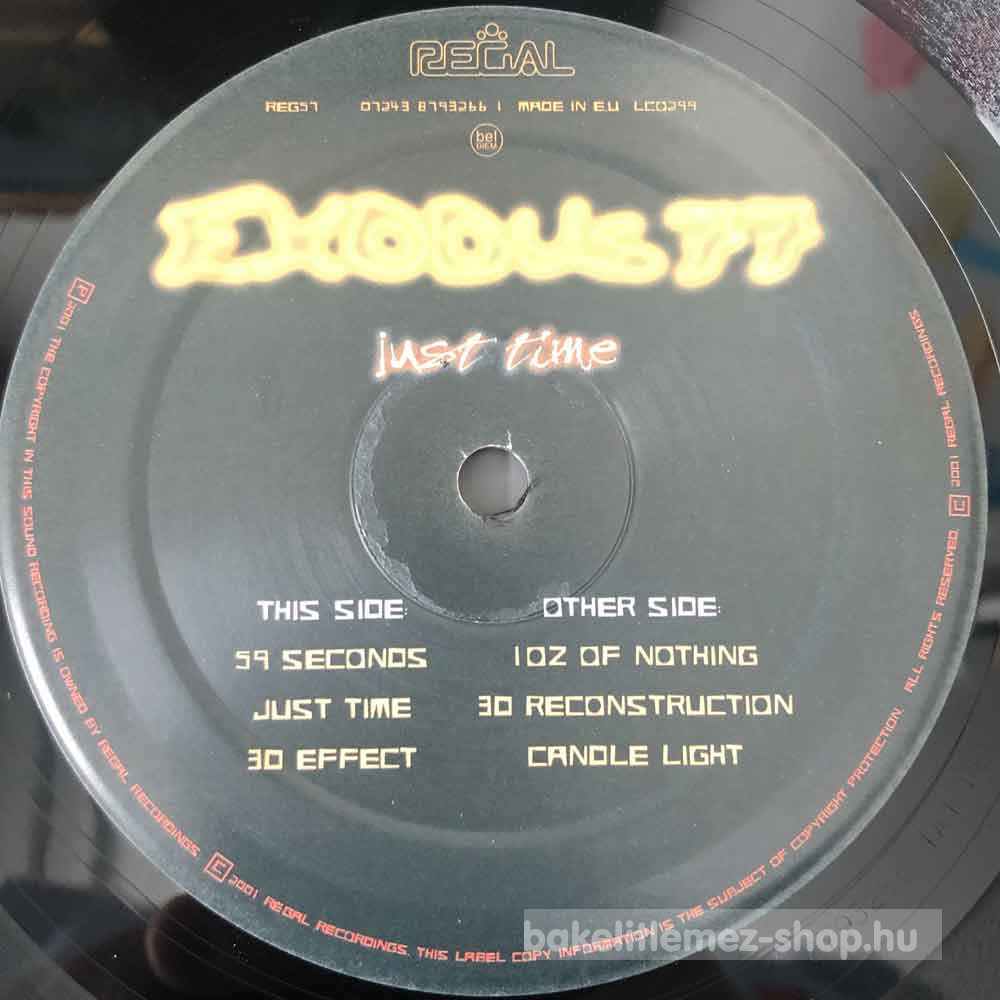 REGAL
REG57 07243 8793266 1 MADE IN E.U LC0299
bel
BIEM
EXODUS 77
just time
THIS SIDE:
59 SECONDS
JUST TIME
3D EFFECT
OTHER SIDE:
1 OZ OF NOTHING
3D RECONSTRUCTION
CANDLE LIGHT
P 2001 THE COPYRIGHT IN THIS SOUND RECORDING IS OWNED BY REGAL RECORDINGS. C 2001 REGAL RECORDINGS. THIS LABEL COPY INFORMATION IS THE SUBJECT OF COPYRIGHT PROTECTION. ALL RIGHTS RESERVED. C 2001 REGAL RECORDINGS
bakelitlemez-shop.hu